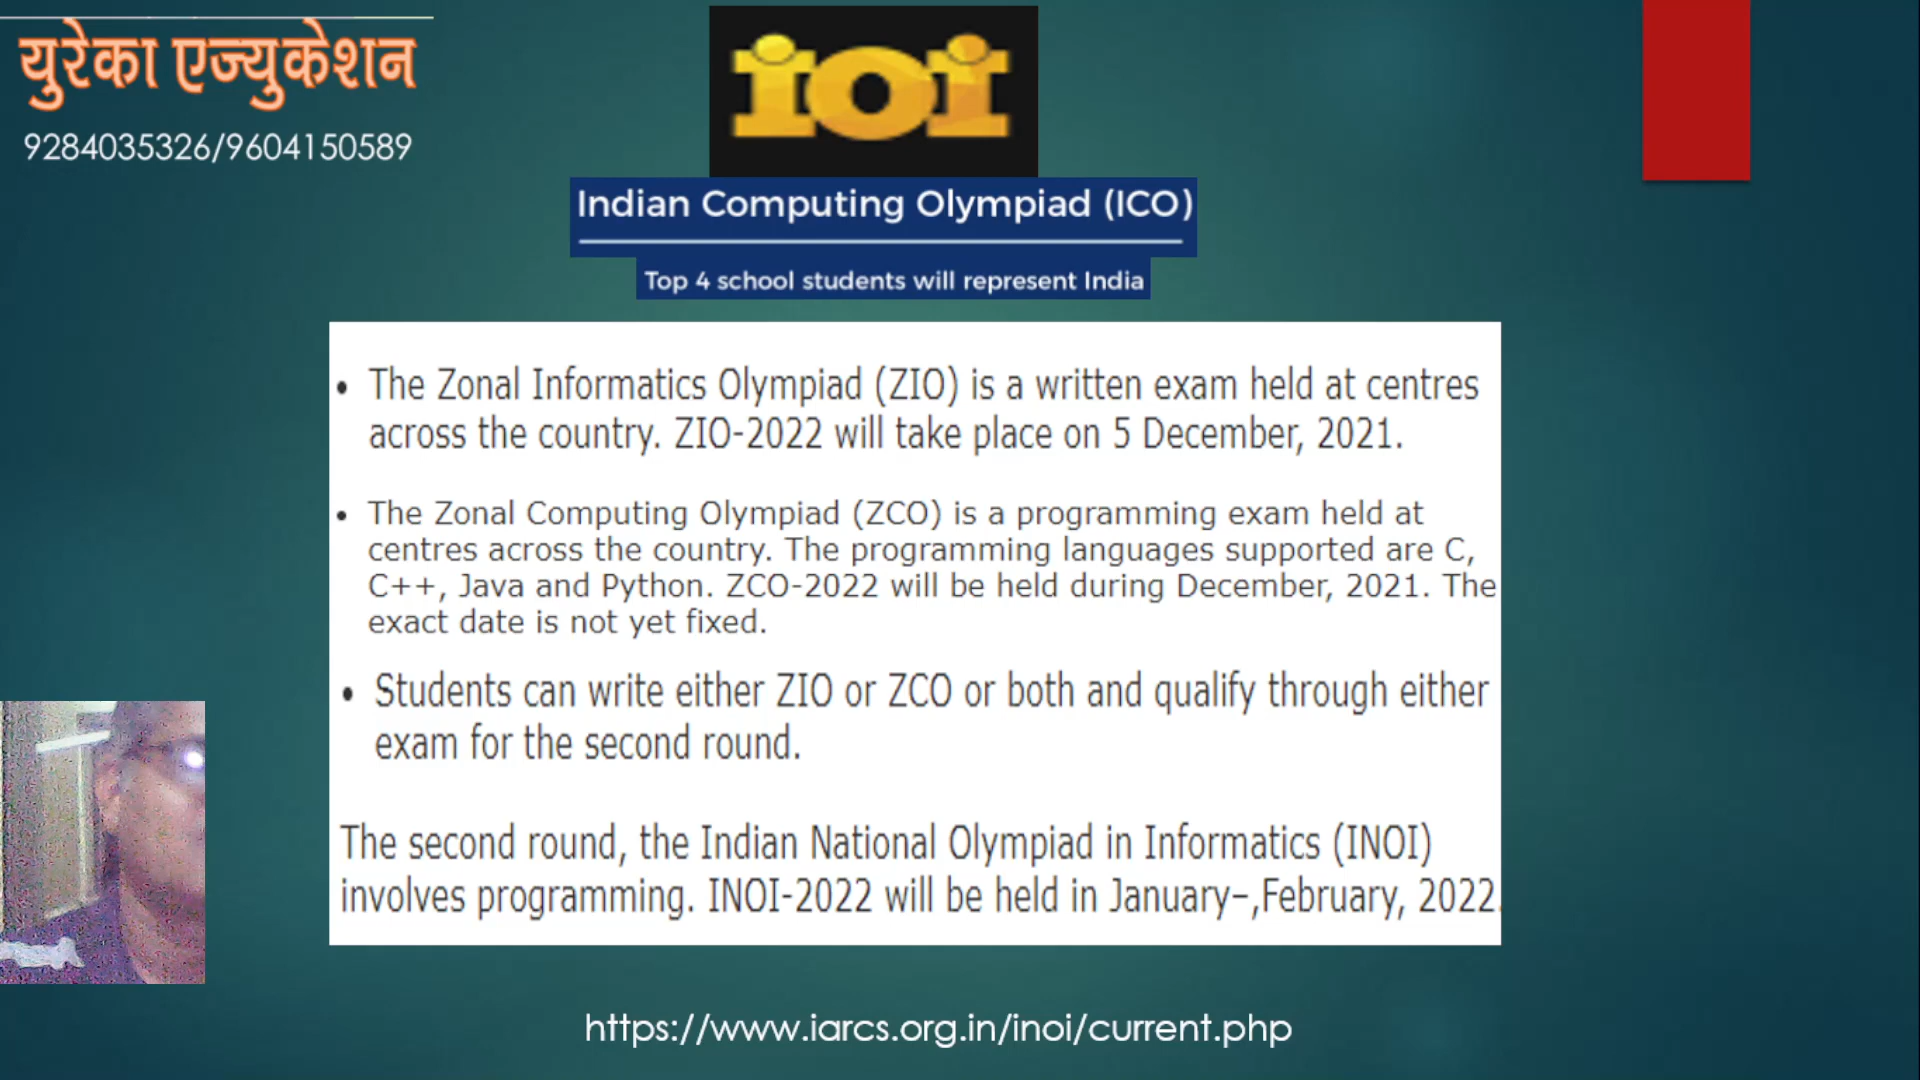 युरेका एज्युकेशन
9284035326/9604150589
ioi
Indian Computing Olympiad (ICO)
Top 4 school students will represent India
• The Zonal Informatics Olympiad (ZIO) is a written exam held at centres
across the country. ZIO-2022 will take place on 5 December, 2021.
• The Zonal Computing Olympiad (ZCO) is a programming exam held at
centres across the country. The programming languages supported are C,
C++, Java and Python. ZCO-2022 will be held during December, 2021. The
exact date is not yet fixed.
• Students can write either ZIO or ZCO or both and qualify through either
exam for the second round.
The second round, the Indian National Olympiad in Informatics (INOI)
involves programming. INOI-2022 will be held in January–,February, 2022.
https://www.iarcs.org.in/inoi/current.php